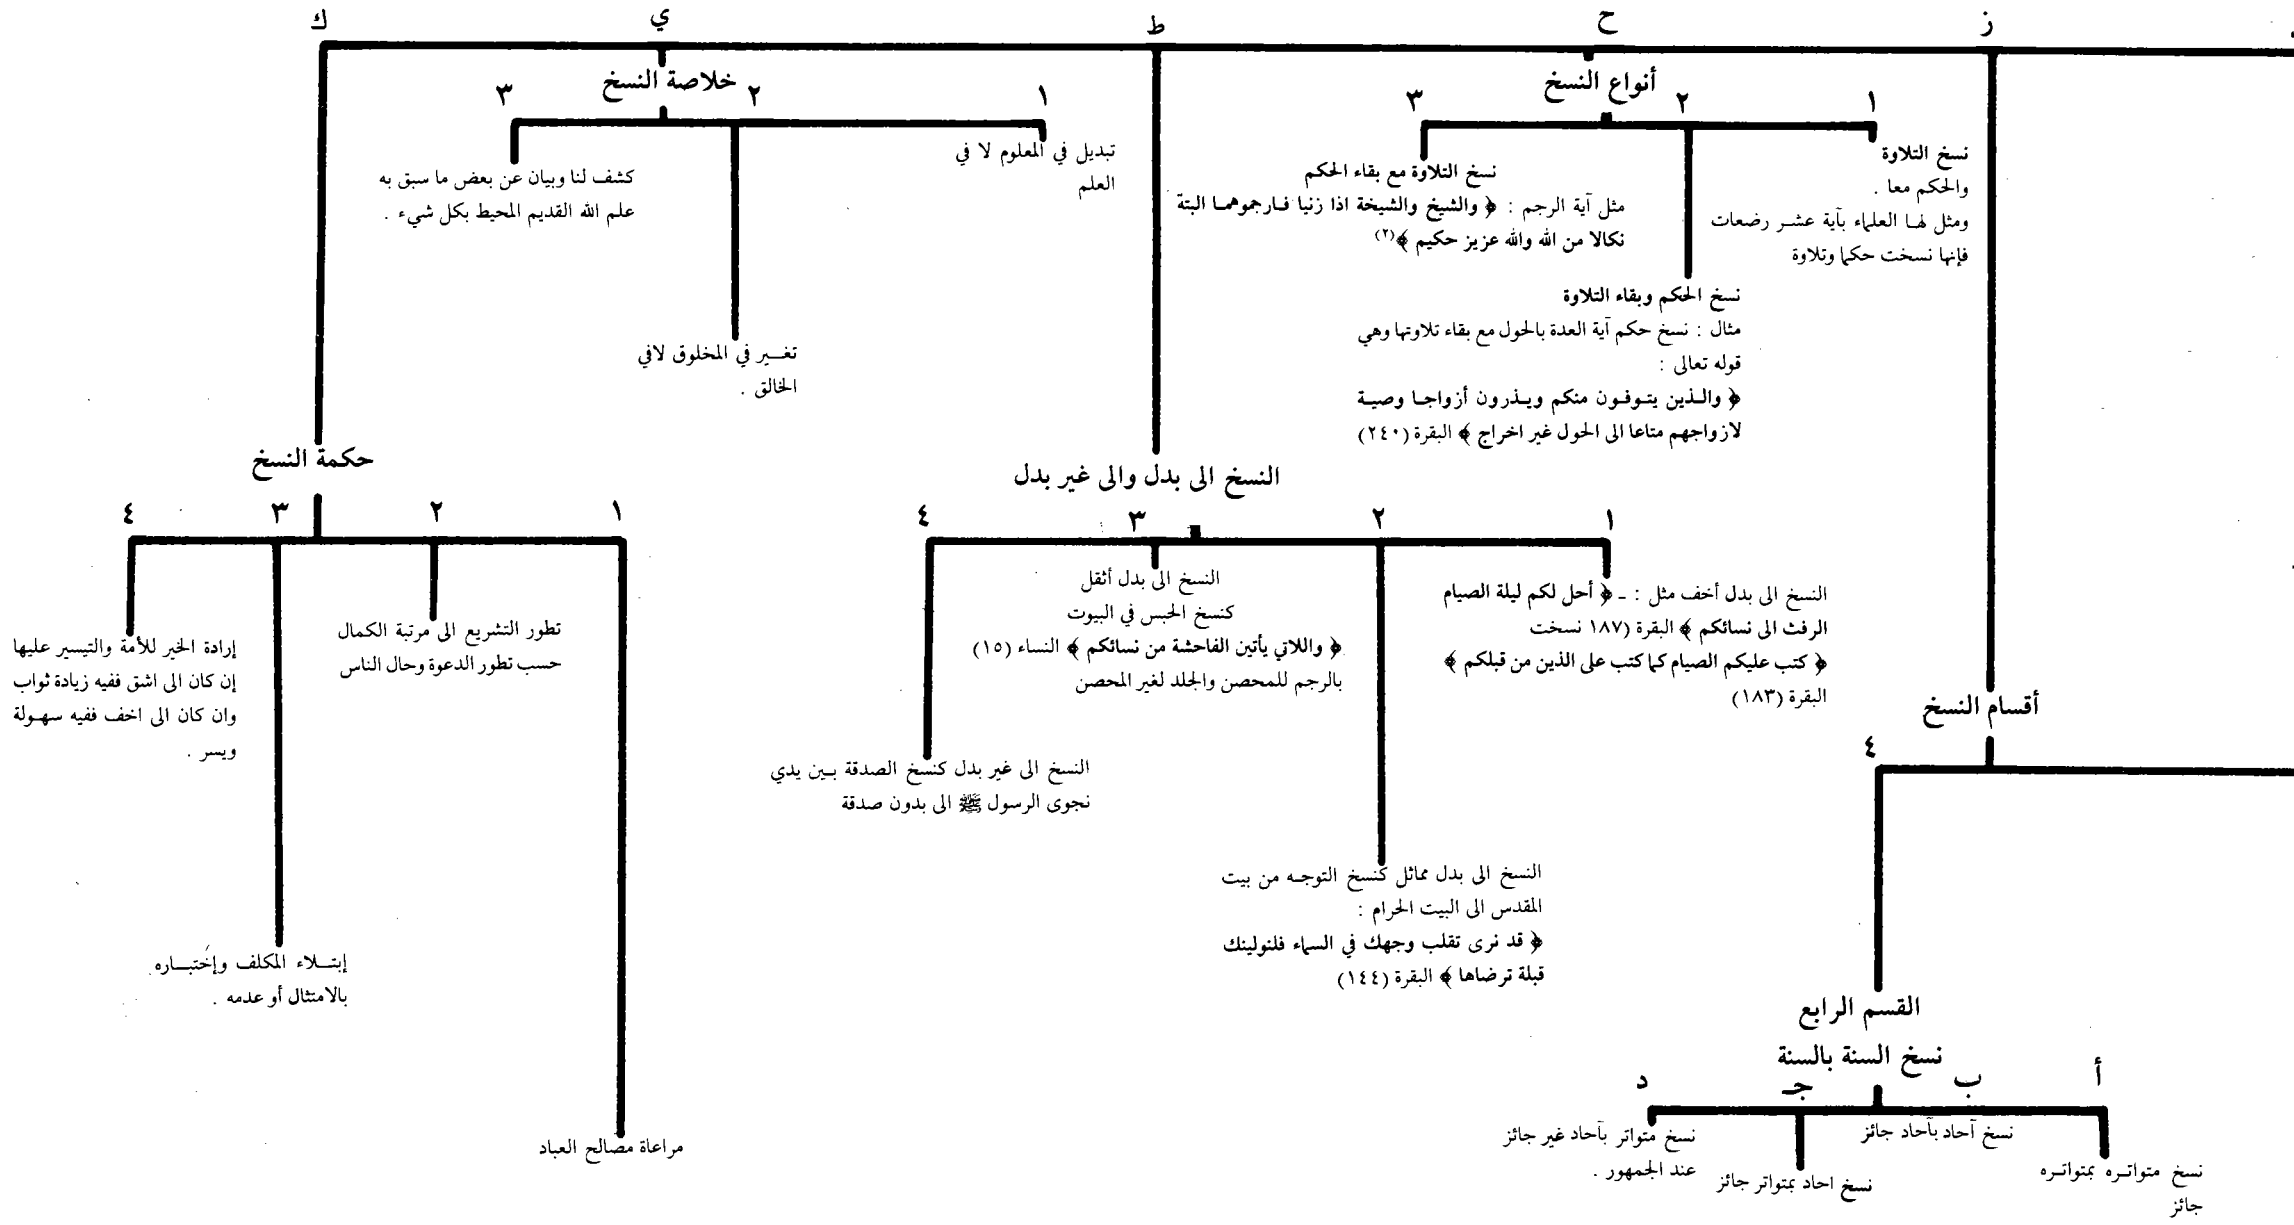 ز
ح
ط
ي
ك
أقسام النسخ
٤
القسم الرابع
نسخ السنة بالسنة
أ
ب
جـ
د
نسخ متواتره بمتواتره
جائز
نسخ آحاد بآحاد جائز
نسخ احاد بمتواتر جائز
نسخ متواتر بآحاد غير جائز
عند الجمهور .
أنواع النسخ
١
٢
٣
نسخ التلاوة
والحكم معا .
ومثل لها العلماء بآية عشر رضعات
فإنها نسخت حكما وتلاوة
نسخ الحكم وبقاء التلاوة
مثال : نسخ حكم آية العدة بالحول مع بقاء تلاوتها وهي
قوله تعالى :
﴿ والذين يتوفون منكم ويذرون أزواجا وصية
لازواجهم متاعا الى الحول غير اخراج ﴾ البقرة (٢٤٠)
نسخ التلاوة مع بقاء الحكم
مثل آية الرجم : ﴿ والشيخ والشيخة اذا زنيا فارجموهما البتة
نكالا من الله والله عزيز حكيم ﴾(٢)
النسخ الى بدل والى غير بدل
١
٢
٣
٤
النسخ الى بدل أخف مثل : ـ ﴿ أحل لكم ليلة الصيام
الرفث الى نسائكم ﴾ البقرة (١٨٧ نسخت
﴿ كتب عليكم الصيام كما كتب على الذين من قبلكم ﴾
البقرة (١٨٣)
النسخ الى بدل مماثل كنسخ التوجه من بيت
المقدس الى البيت الحرام :
﴿ قد نرى تقلب وجهك في السماء فلنولينك
قبلة ترضاها ﴾ البقرة (١٤٤)
النسخ الى بدل أثقل
كنسخ الحبس في البيوت
﴿ واللاتي يأتين الفاحشة من نسائكم ﴾ النساء (١٥)
بالرجم للمحصن والجلد لغير المحصن
النسخ الى غير بدل كنسخ الصدقة بين يدي
نجوى الرسول ﷺ الى بدون صدقة
خلاصة النسخ
١
٢
٣
تبديل في المعلوم لا في
العلم
تغير في المخلوق لافي
الخالق .
كشف لنا وبيان عن بعض ما سبق به
علم الله القديم المحيط بكل شيء .
حكمة النسخ
١
٢
٣
٤
مراعاة مصالح العباد
تطور التشريع الى مرتبة الكمال
حسب تطور الدعوة وحال الناس
إبتلاء المكلف وإختباره
بالامتثال أو عدمه .
إرادة الخير للأمة والتيسير عليها
إن كان الى اشق ففيه زيادة ثواب
وان كان الى اخف ففيه سهولة
ويسر .